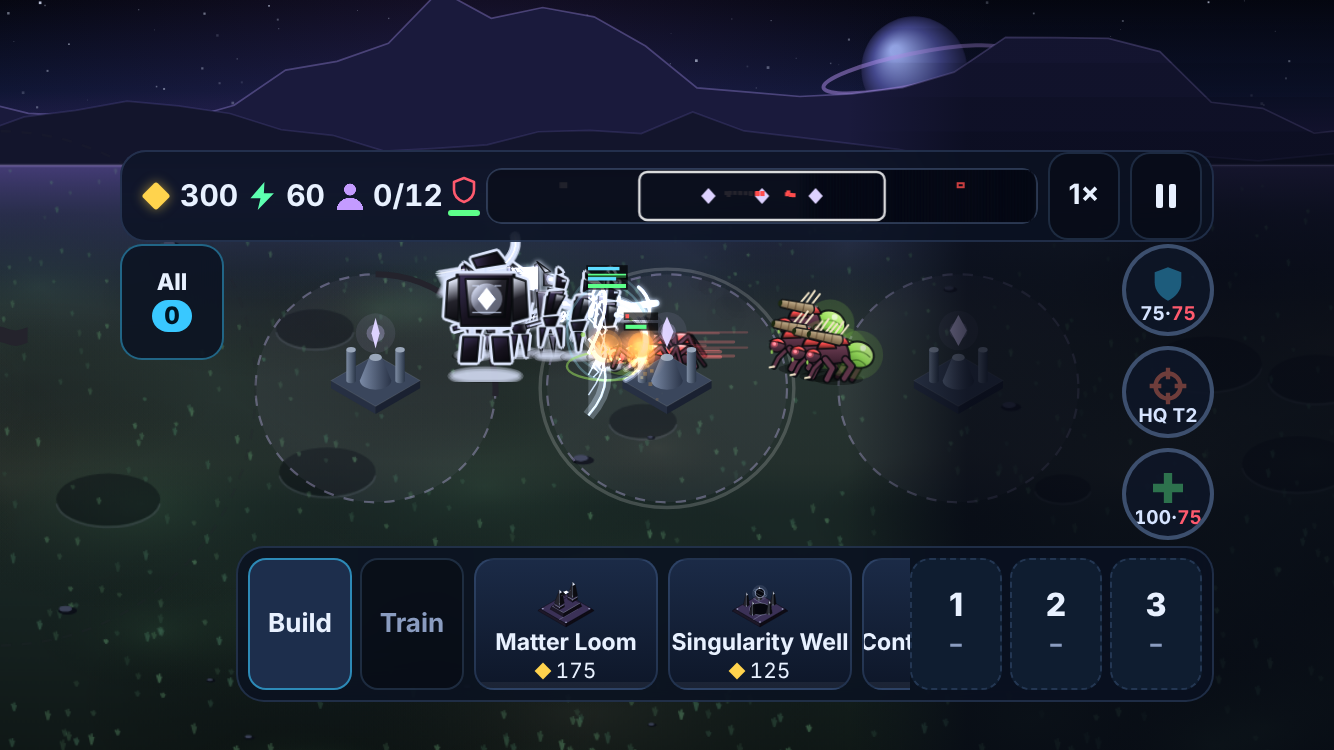 300 60 0/12 1×
All
0
75·75
HQ T2
100·75
Build
Train
Matter Loom
175
Singularity Well
125
Cont
1
–
2
–
3
–